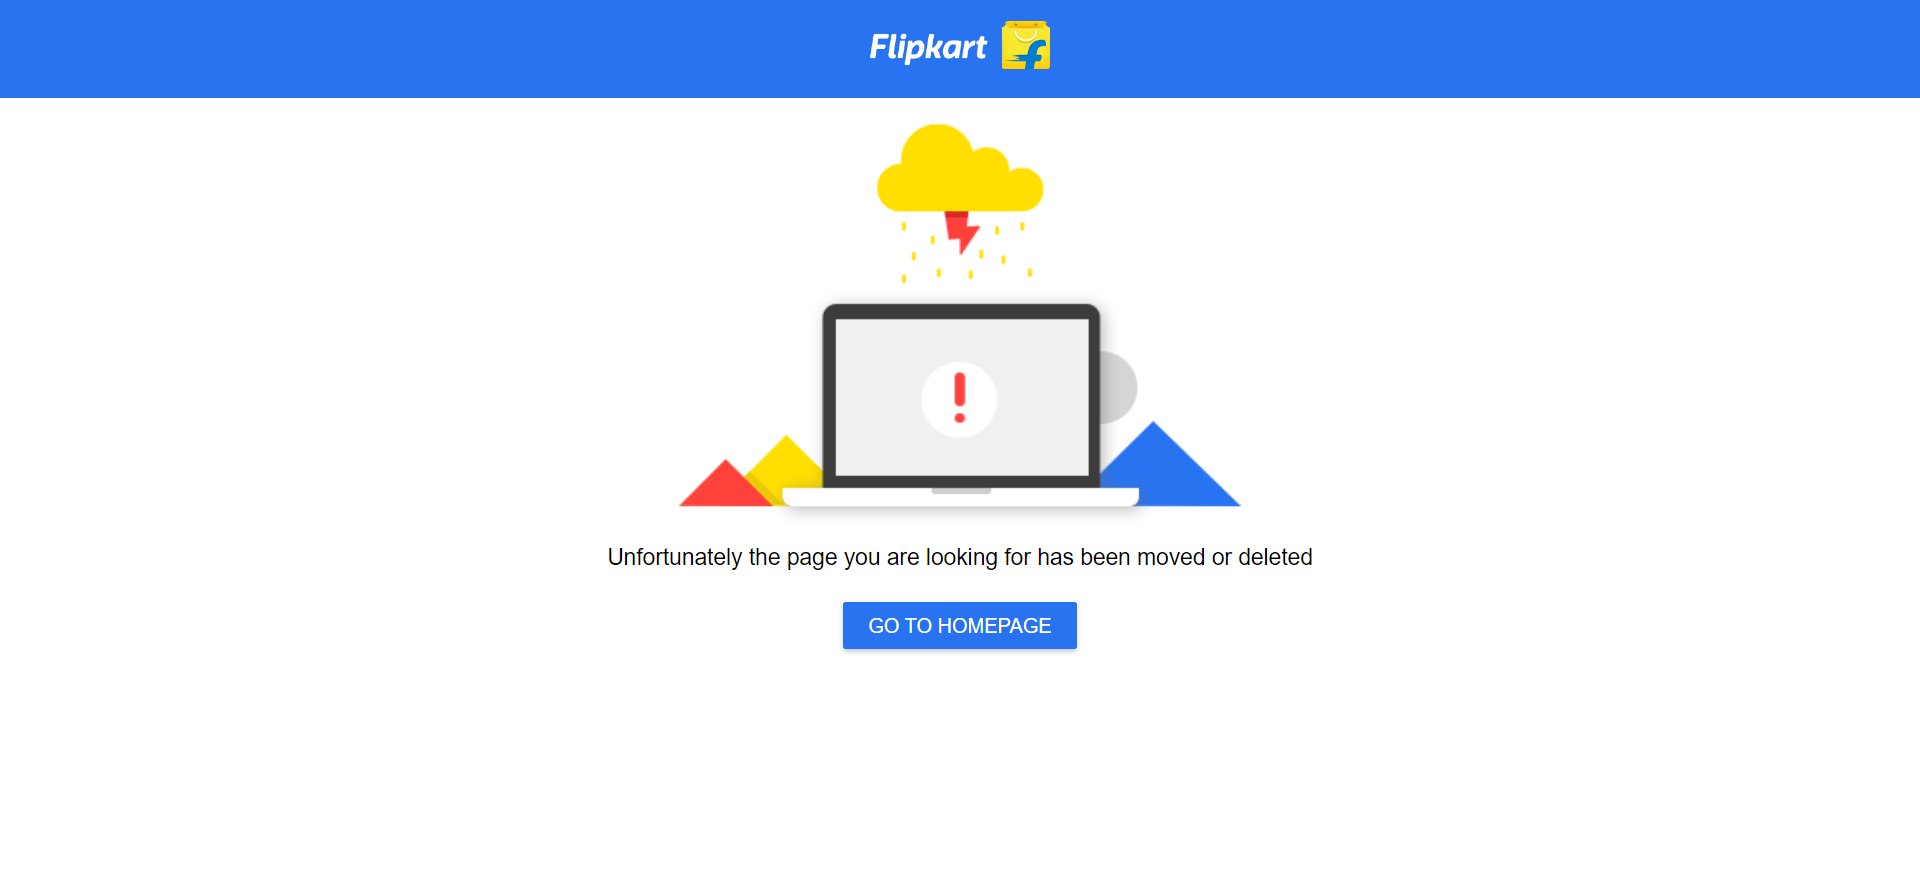 Flipkart
Unfortunately the page you are looking for has been moved or deleted
GO TO HOMEPAGE